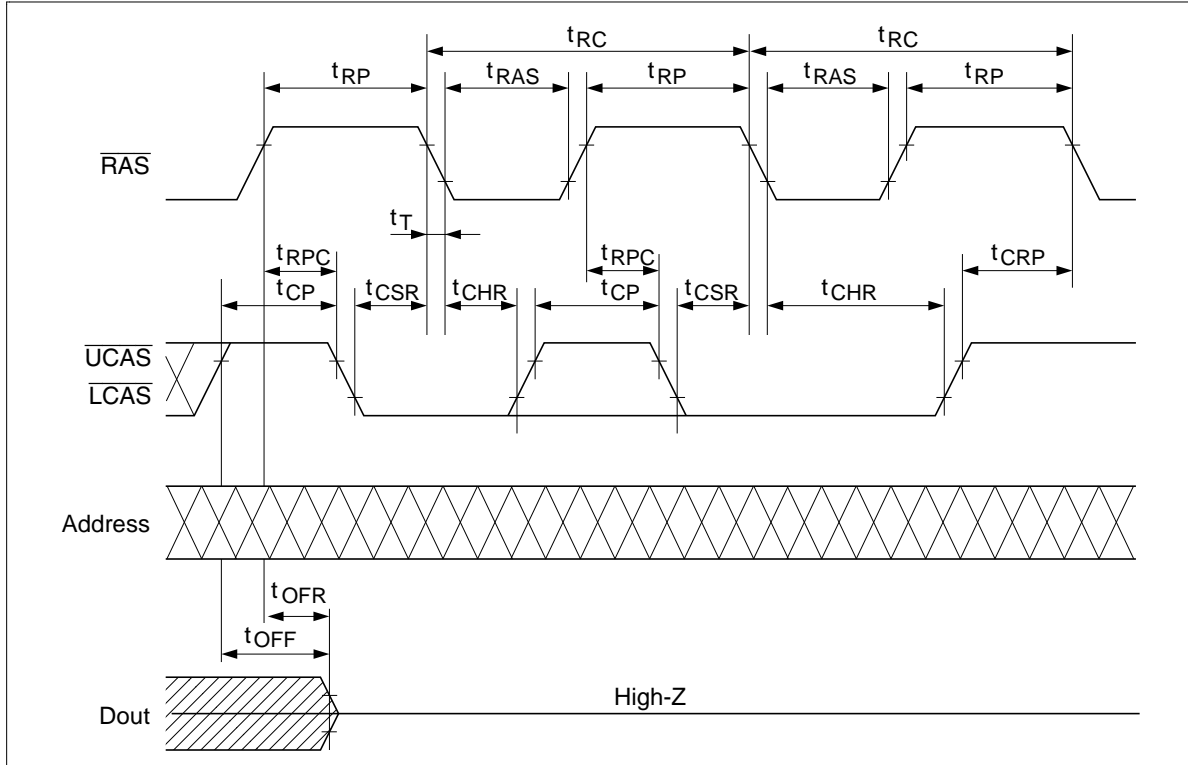 tRC tRC
tRP tRAS tRP tRAS tRP
RAS
tT
tRPC tRPC tCRP
tCP tCSR tCHR tCP tCSR tCHR
UCAS
LCAS
Address
tOFR
tOFF
High-Z
Dout